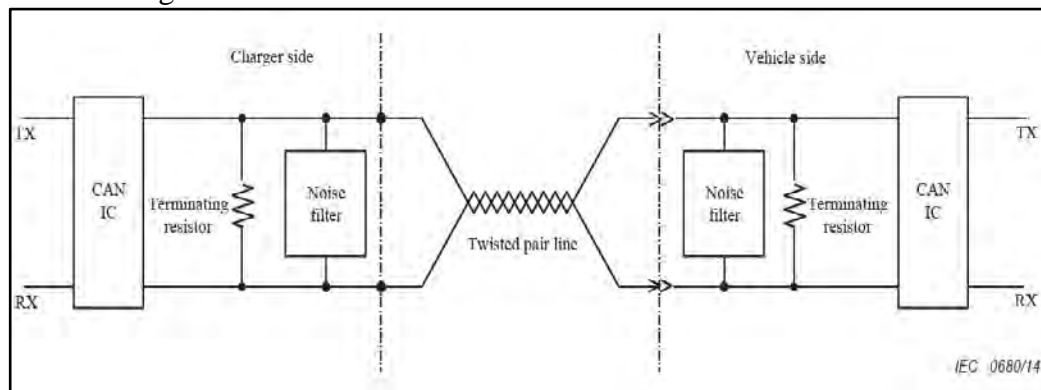 Charger side
Vehicle side
TX
TX
CAN
IC
Terminating
resistor
Noise
filter
Twisted pair line
Noise
filter
Terminating
resistor
CAN
IC
RX
RX
IEC 0680/14